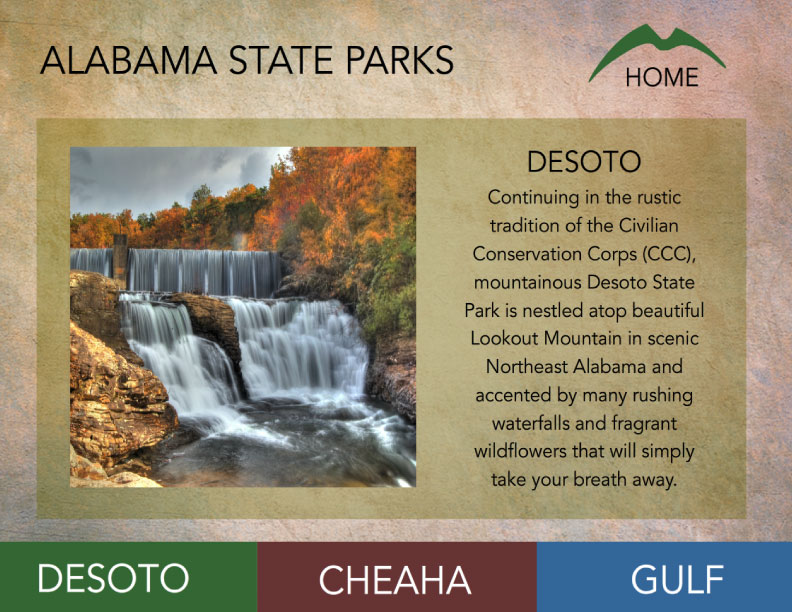 ALABAMA STATE PARKS
HOME
DESOTO
Continuing in the rustic
tradition of the Civilian
Conservation Corps (CCC),
mountainous Desoto State
Park is nestled atop beautiful
Lookout Mountain in scenic
Northeast Alabama and
accented by many rushing
waterfalls and fragrant
wildflowers that will simply
take your breath away.
DESOTO
CHEAHA
GULF